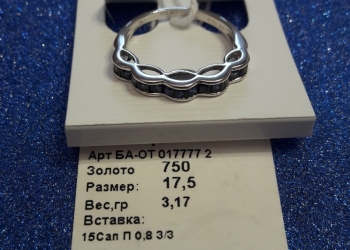 Арт БА-ОТ 017777 2
Золото 750
Размер: 17,5
Вес,гр 3,17
Вставка:
15Сап П 0,8 3/3